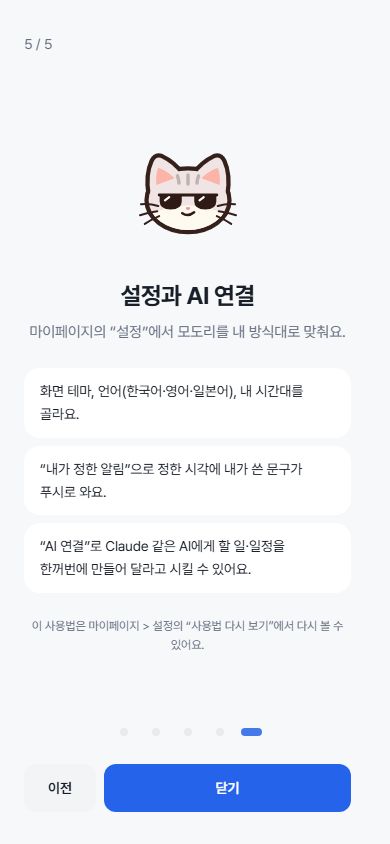 5 / 5
설정과 AI 연결
마이페이지의 “설정”에서 모도리를 내 방식대로 맞춰요.
화면 테마, 언어(한국어·영어·일본어), 내 시간대를
골라요.
“내가 정한 알림”으로 정한 시각에 내가 쓴 문구가
푸시로 와요.
“AI 연결”로 Claude 같은 AI에게 할 일·일정을
한꺼번에 만들어 달라고 시킬 수 있어요.
이 사용법은 마이페이지 > 설정의 “사용법 다시 보기”에서 다시 볼 수
있어요.
이전
닫기